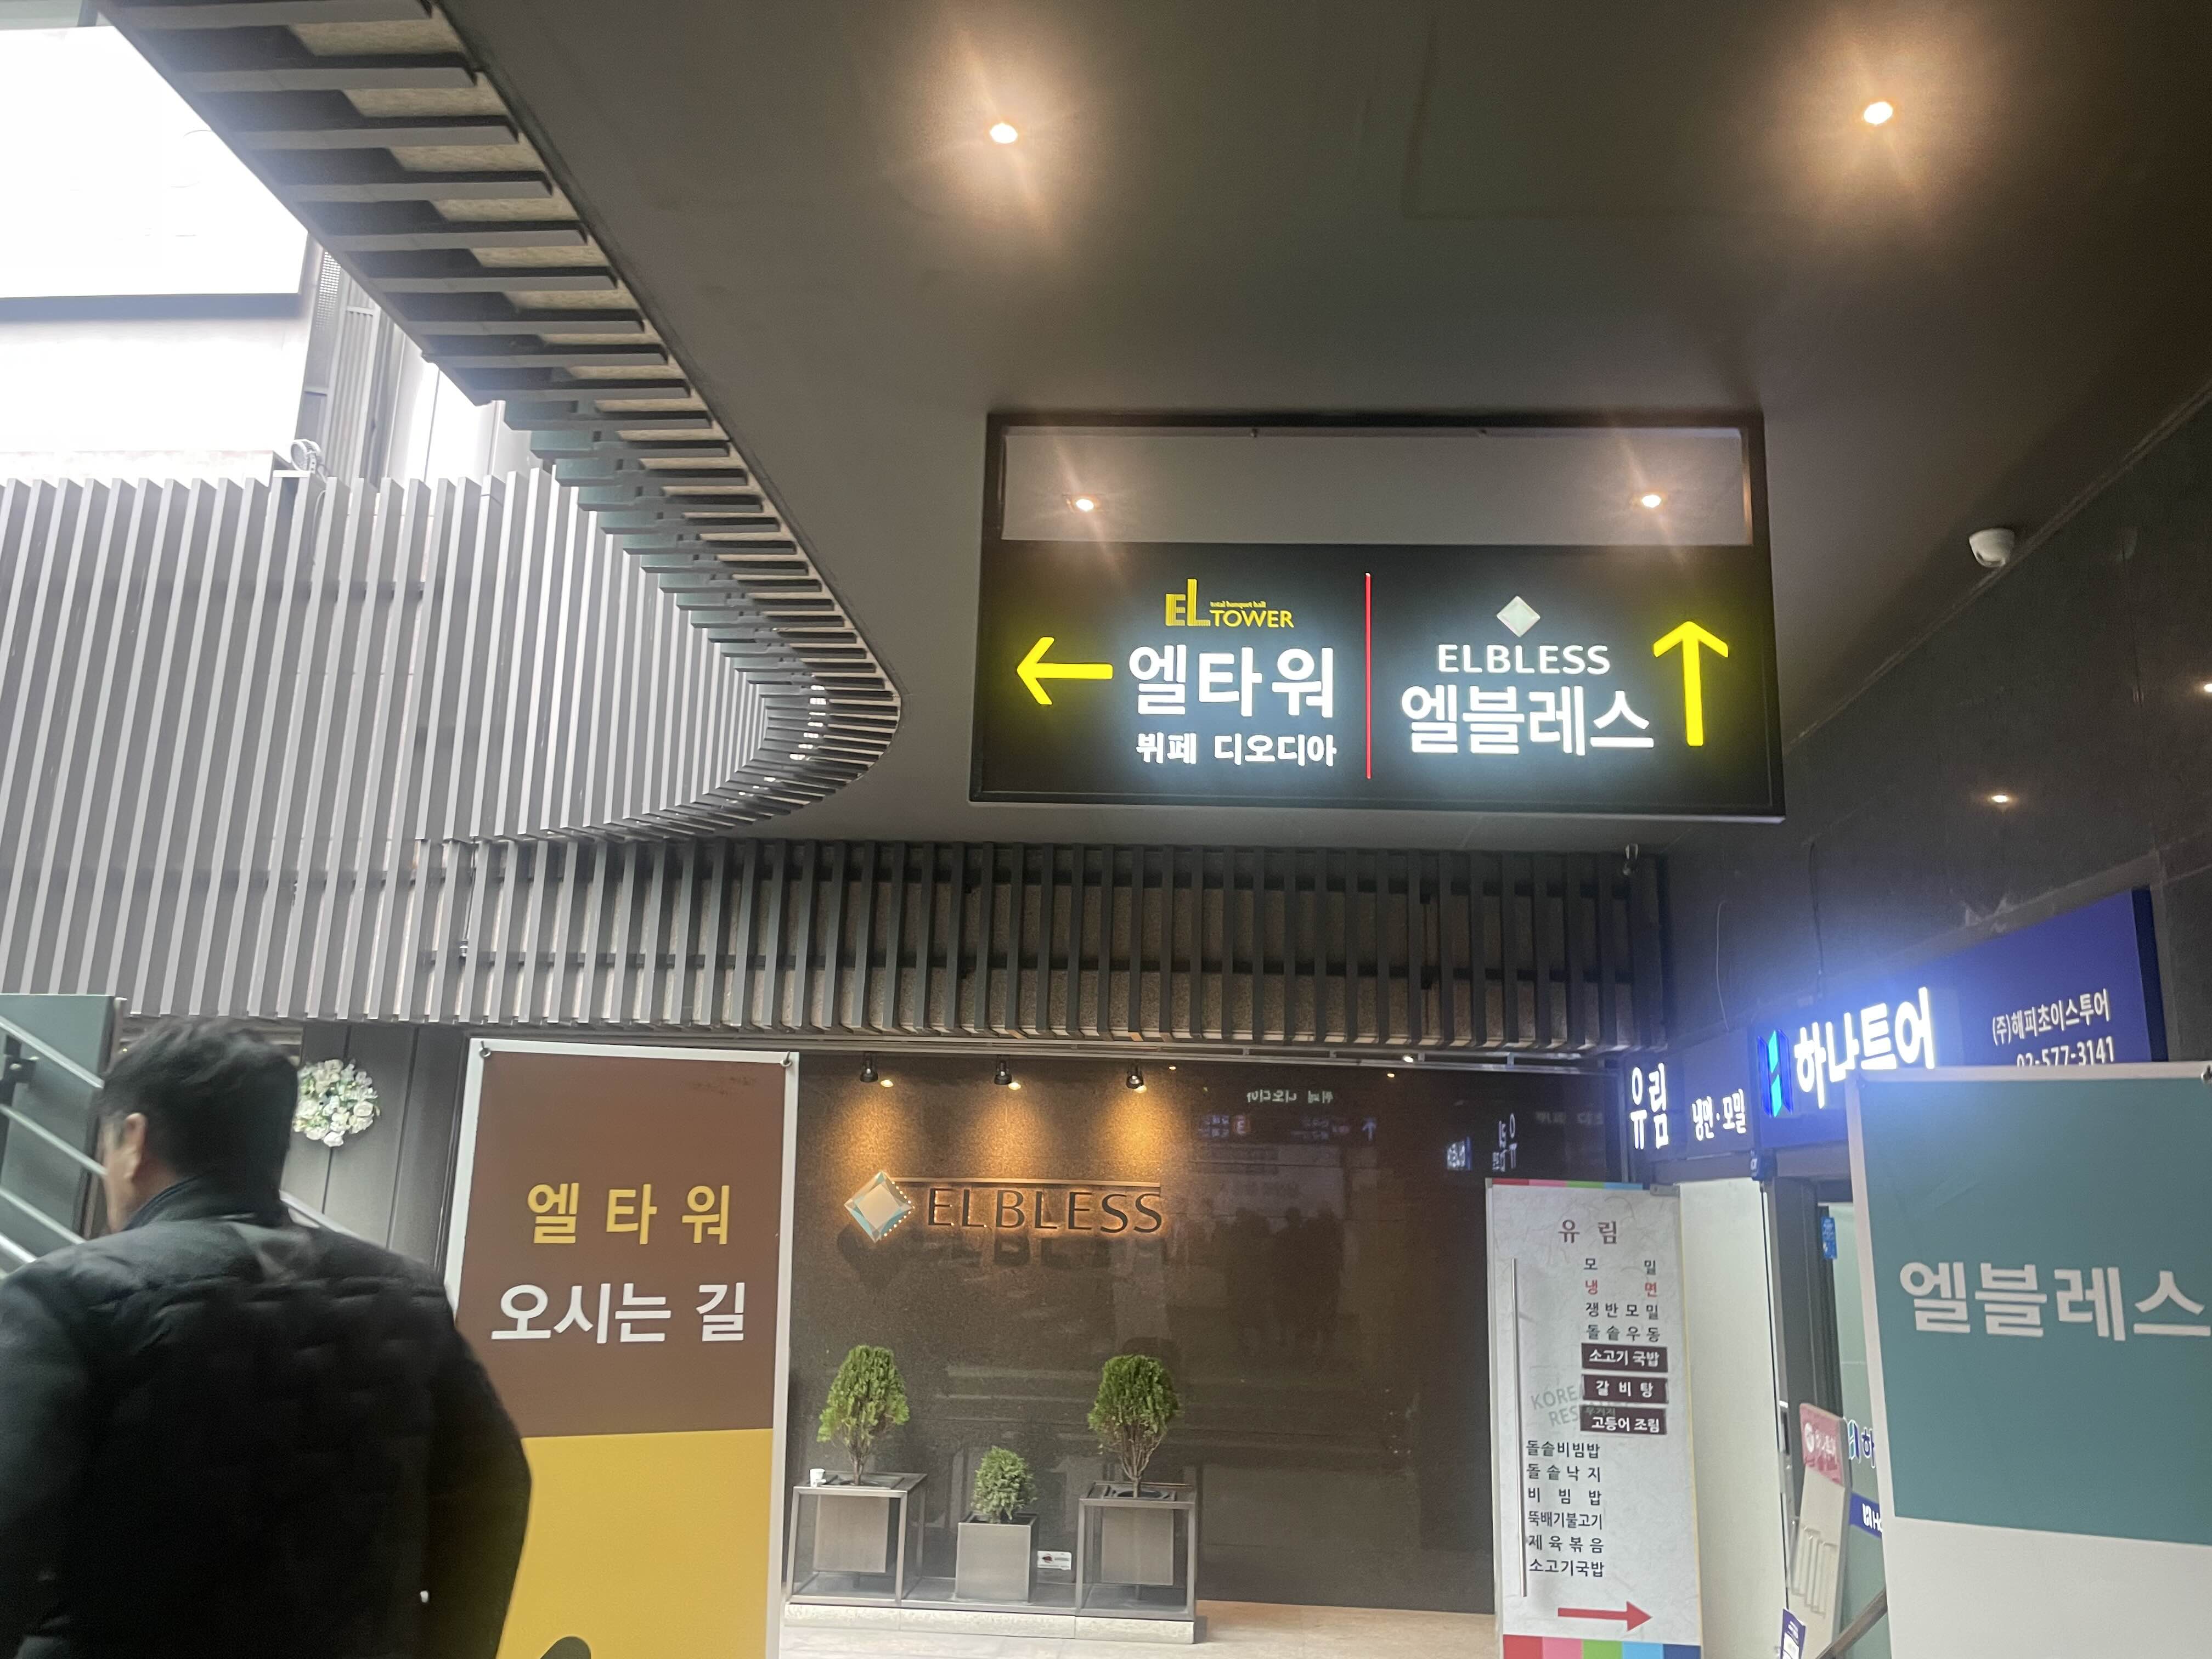 EL TOWER
엘타워
뷔페 디오디아
ELBLESS
엘블레스
하나투어
(주)해피초이스투어
02-577-3141
유림
냉면·모밀
엘 타 워
오시는 길
ELBLESS
유 림
모 밀
냉 면
쟁반모밀
돌솥우동
소고기 국밥
갈 비 탕
고등어 조림
돌솥비빔밥
돌솥낙지
비 빔 밥
뚝배기불고기
제육볶음
소고기국밥
엘블레스